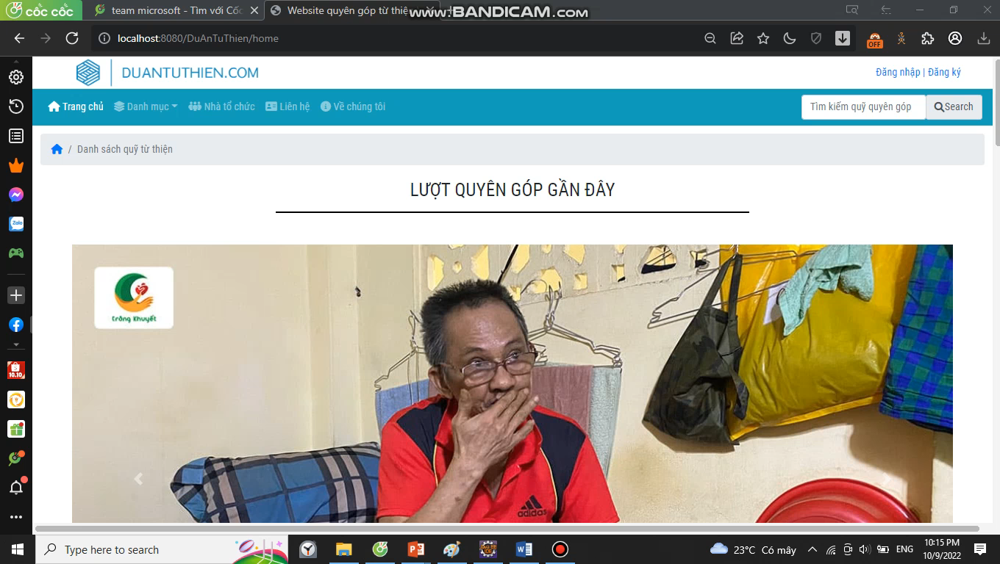 cốc cốc
team microsoft - Tìm với Cốc
Website quyên góp từ thiệ
www.BANDICAM.com
localhost:8080/DuAnTuThien/home
OFF
DUANTUTHIEN.COM
Đăng nhập | Đăng ký
Trang chủ
Danh mục
Nhà tổ chức
Liên hệ
Về chúng tôi
Tìm kiếm quỹ quyên góp
Search
/ Danh sách quỹ từ thiện
LƯỢT QUYÊN GÓP GẦN ĐÂY
Zalo
Trăng Khuyết
10.10
adidas
Type here to search
23°C Có mây
ENG
10:15 PM
10/9/2022